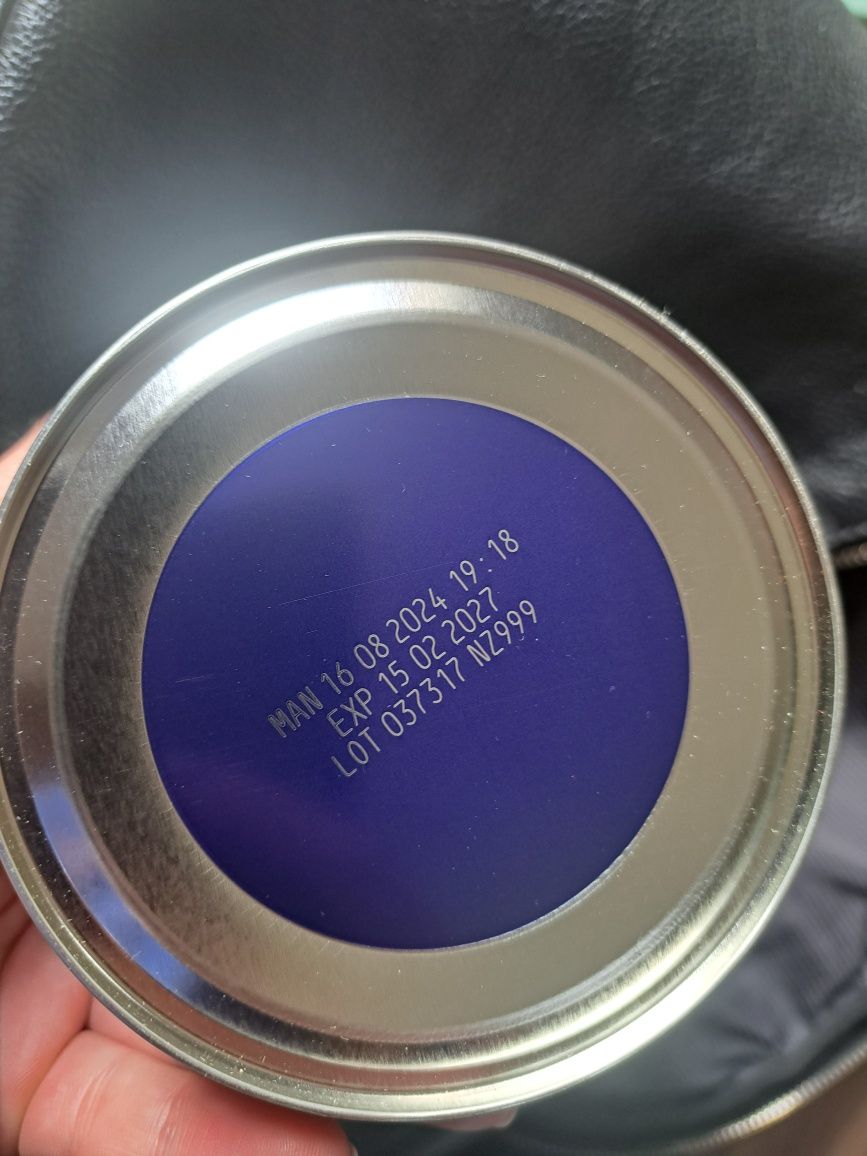 MAN 16 08 2024 19:18
EXP 15 02 2027
LOT 037317 NZ999